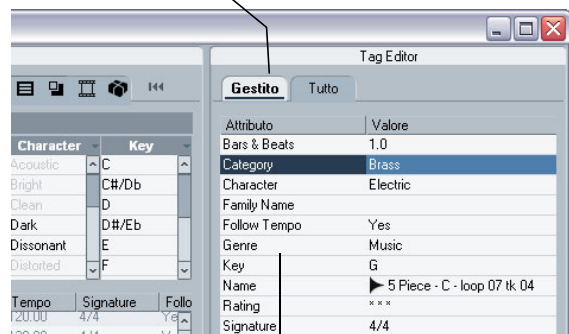 Tag Editor
Gestito Tutto
Attributo Valore
Bars & Beats 1.0
Category Brass
Character Electric
Family Name
Follow Tempo Yes
Genre Music
Key G
Name 5 Piece - C - loop 07 tk 04
Rating * * *
Signature 4/4
Character Key
Acoustic C
Bright C#/Db
Clean D
Dark D#/Eb
Dissonant E
Distorted F
Tempo Signature Follo
120.00 4/4 Ye